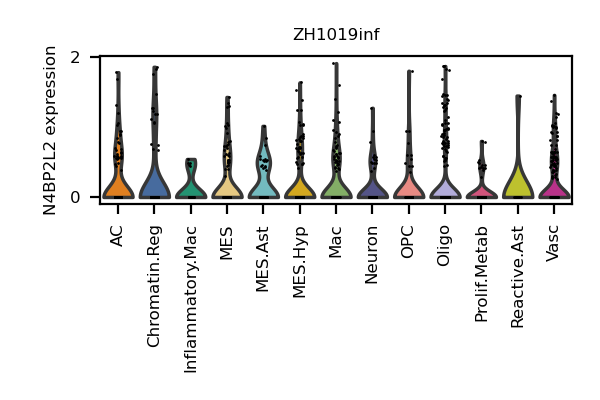 ZH1019inf
N4BP2L2 expression
2
0
AC
Chromatin.Reg
Inflammatory.Mac
MES
MES.Ast
MES.Hyp
Mac
Neuron
OPC
Oligo
Prolif.Metab
Reactive.Ast
Vasc